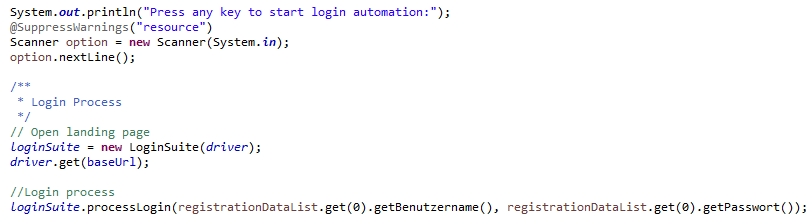 System.out.println("Press any key to start login automation:");
@SuppressWarnings("resource")
Scanner option = new Scanner(System.in);
option.nextLine();
/**
* Login Process
*/
// Open landing page
loginSuite = new LoginSuite(driver);
driver.get(baseUrl);
//Login process
loginSuite.processLogin(registrationDataList.get(0).getBenutzername(), registrationDataList.get(0).getPasswort());